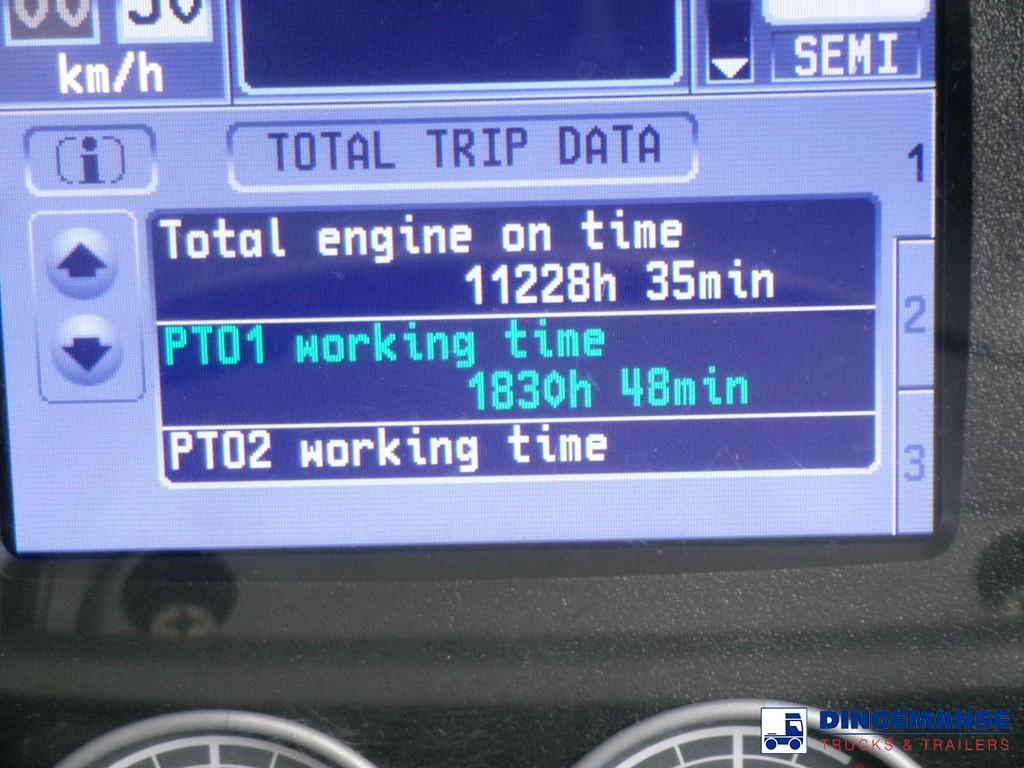 km/h
SEMI
i
TOTAL TRIP DATA
1
Total engine on time
11228h 35min
2
PTO1 working time
1830h 48min
PTO2 working time
3
DINGEMANSE
TRUCKS & TRAILERS